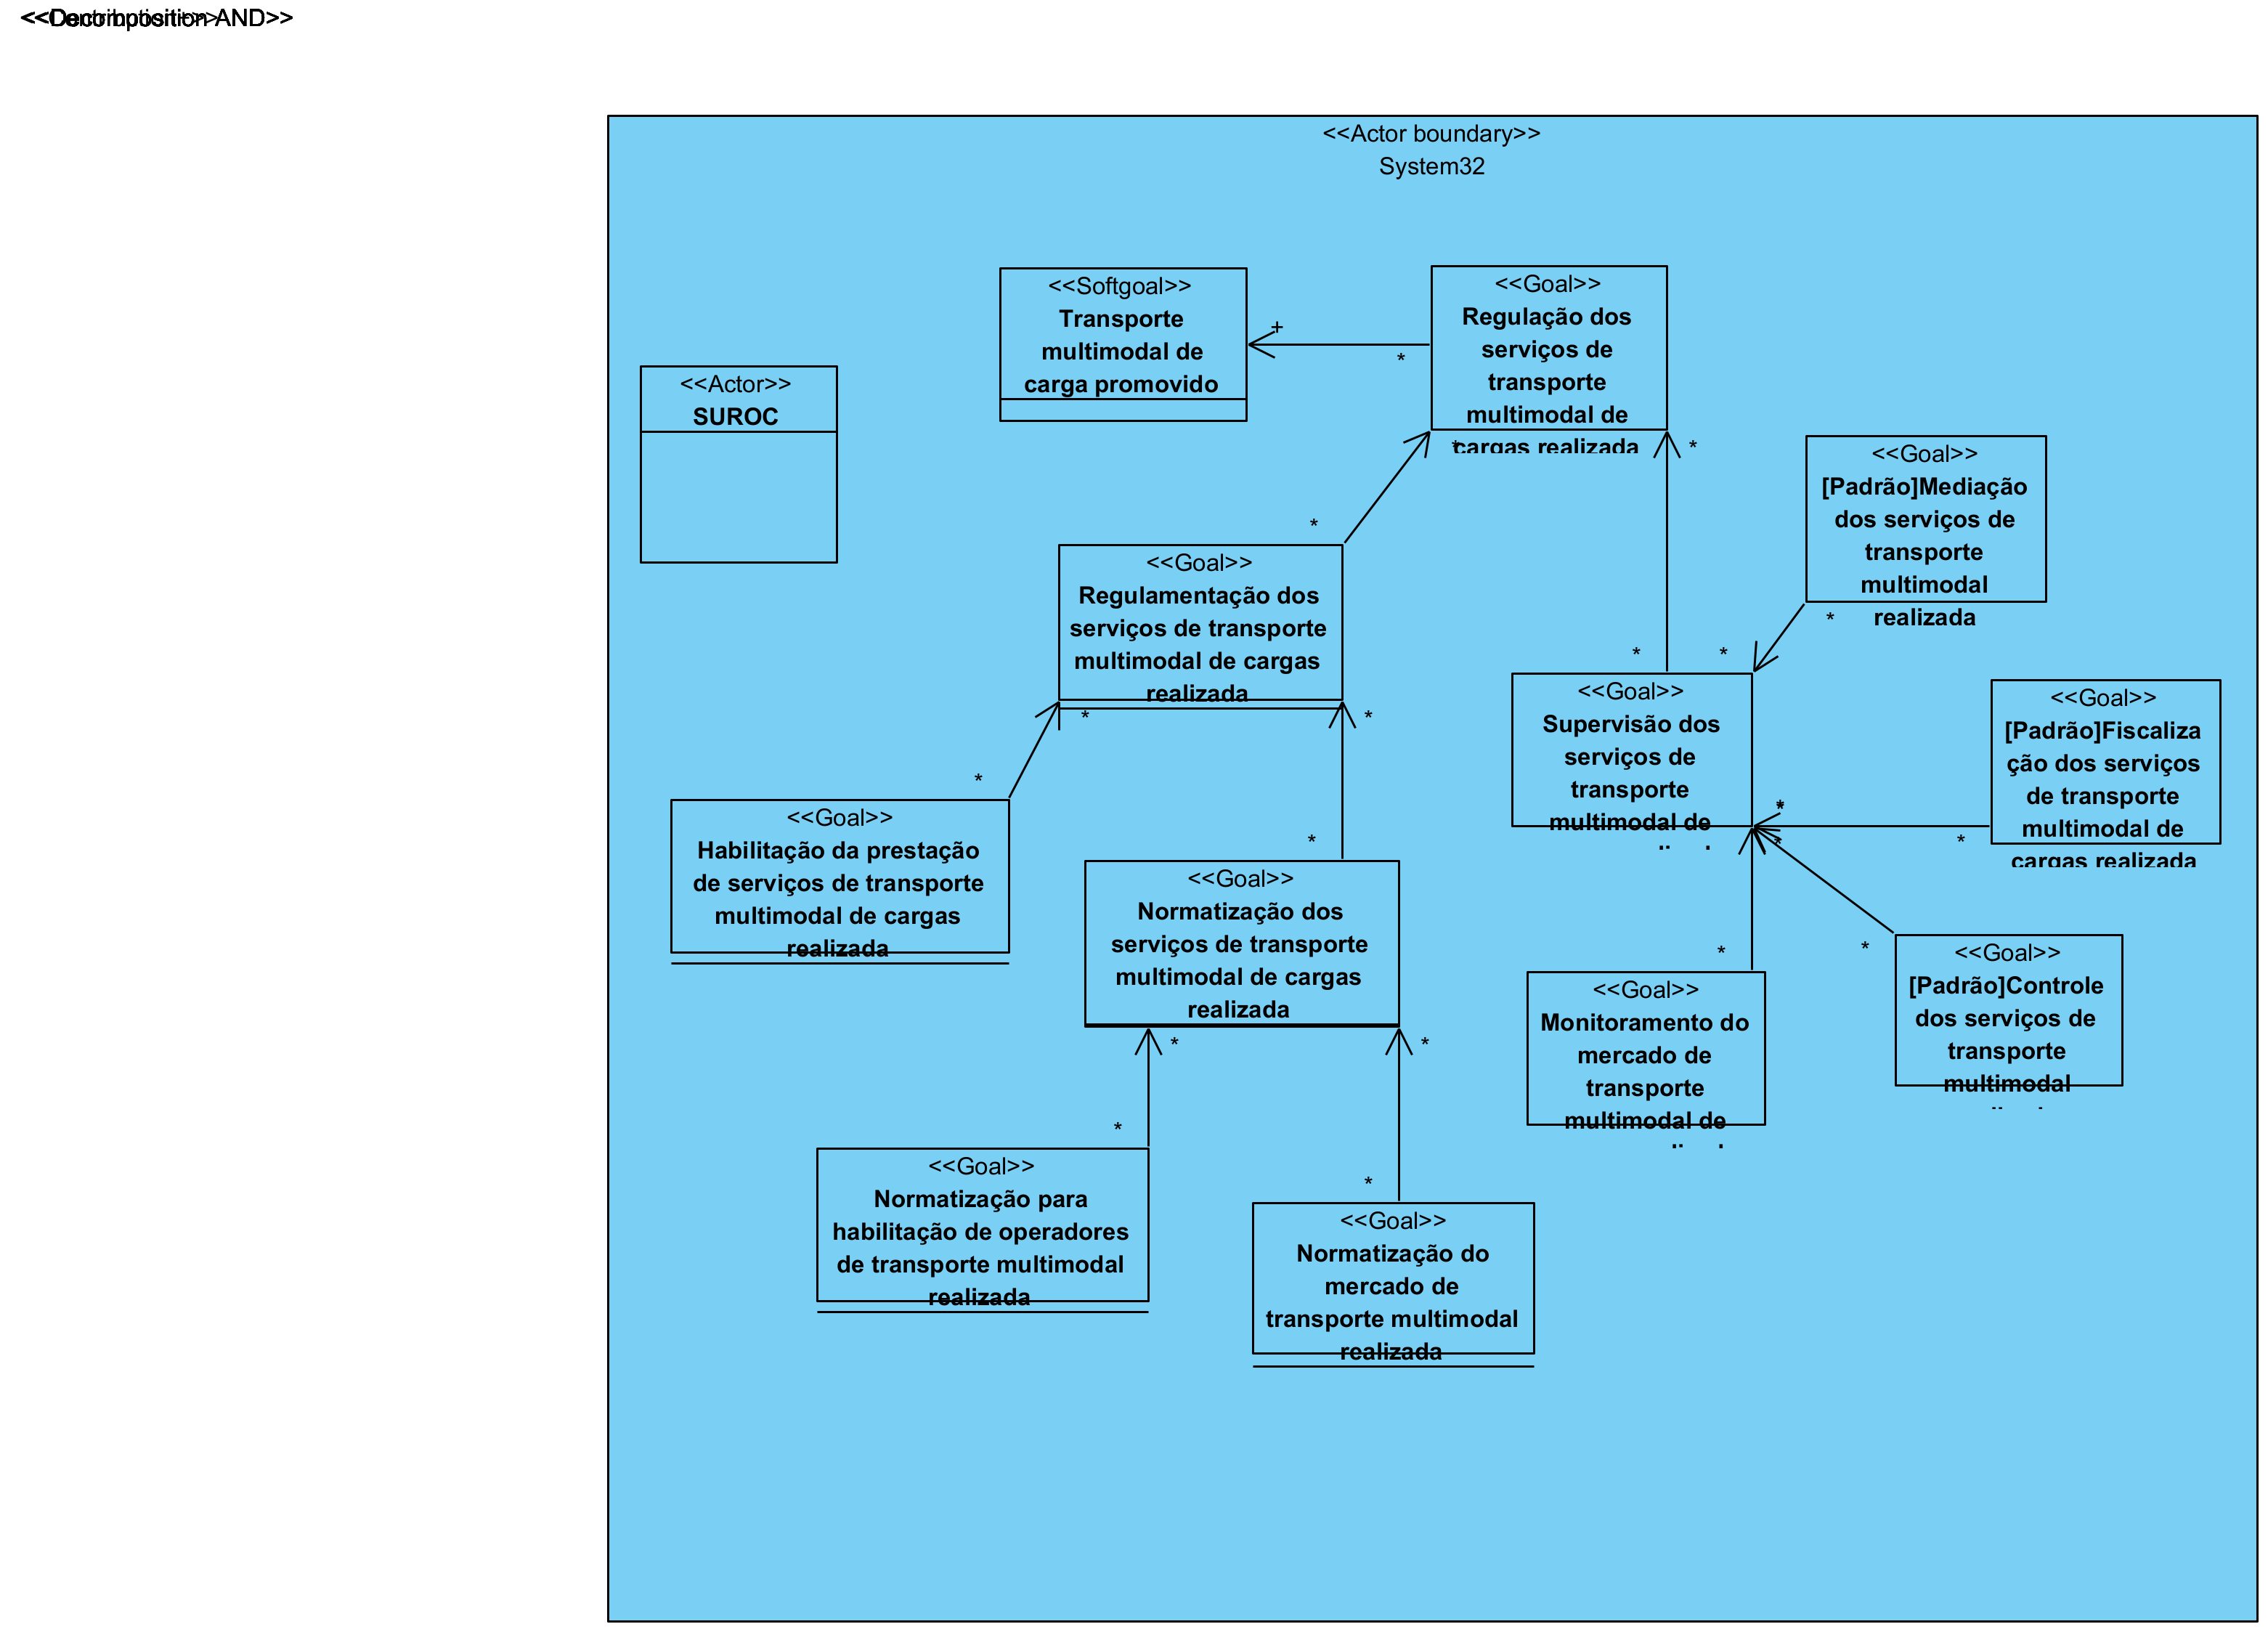 <<Decomposition AND>>
<<Actor boundary>>
System32
<<Softgoal>>
Transporte
multimodal de
carga promovido
+
*
<<Goal>>
Regulação dos
serviços de
transporte
multimodal de
cargas realizada
*
*
<<Actor>>
SUROC
<<Goal>>
[Padrão]Mediação
dos serviços de
transporte
multimodal
realizada
*
*
<<Goal>>
Regulamentação dos
serviços de transporte
multimodal de cargas
realizada
*
*
*
*
<<Goal>>
Supervisão dos
serviços de
transporte
multimodal de
*
*
*
<<Goal>>
[Padrão]Fiscaliza
ção dos serviços
de transporte
multimodal de
cargas realizada
*
*
<<Goal>>
Habilitação da prestação
de serviços de transporte
multimodal de cargas
realizada
*
<<Goal>>
Normatização dos
serviços de transporte
multimodal de cargas
realizada
*
*
*
*
<<Goal>>
Monitoramento do
mercado de
transporte
multimodal de
<<Goal>>
[Padrão]Controle
dos serviços de
transporte
multimodal
*
<<Goal>>
Normatização para
habilitação de operadores
de transporte multimodal
realizada
*
<<Goal>>
Normatização do
mercado de
transporte multimodal
realizada